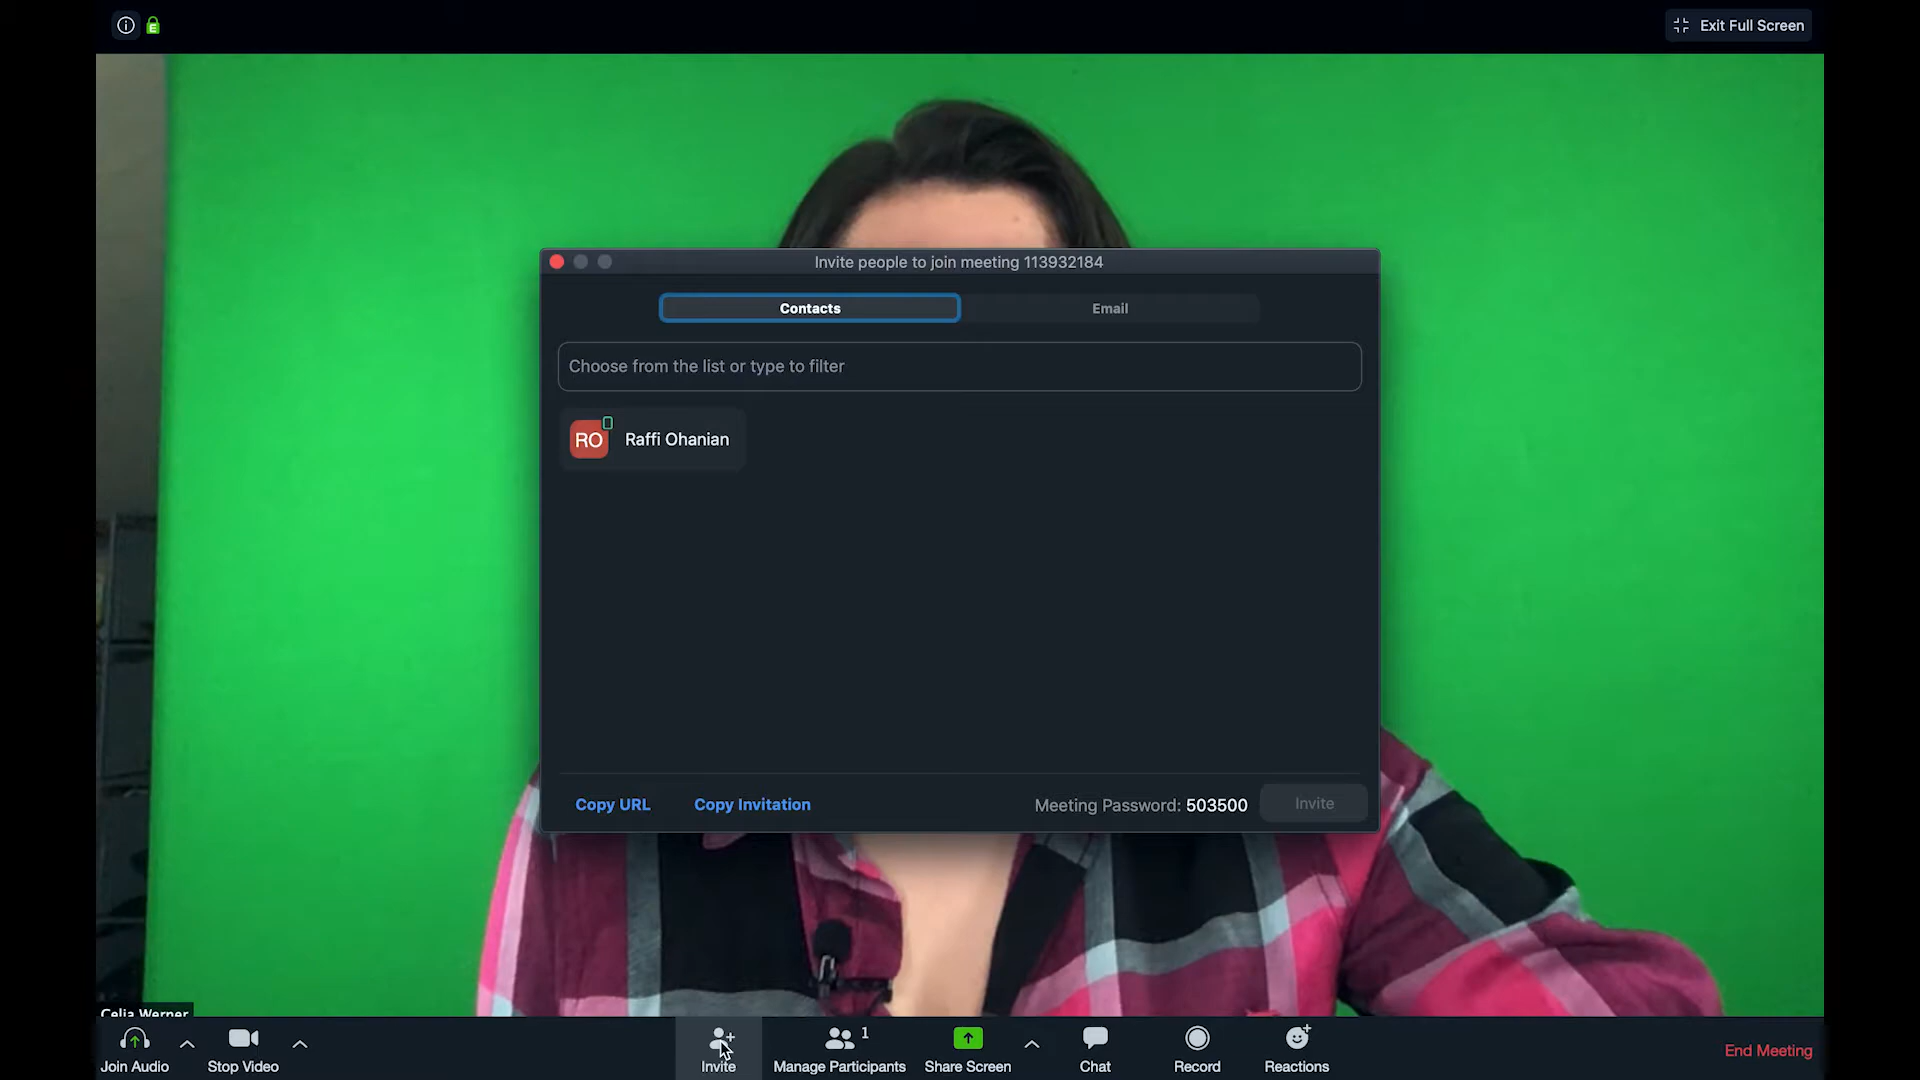 Exit Full Screen
Invite people to join meeting 113932184
Contacts
Email
Choose from the list or type to filter
RO
Raffi Ohanian
Copy URL
Copy Invitation
Meeting Password: 503500
Invite
Celia Werner
1
Join Audio
Stop Video
Invite
Manage Participants
Share Screen
Chat
Record
Reactions
End Meeting